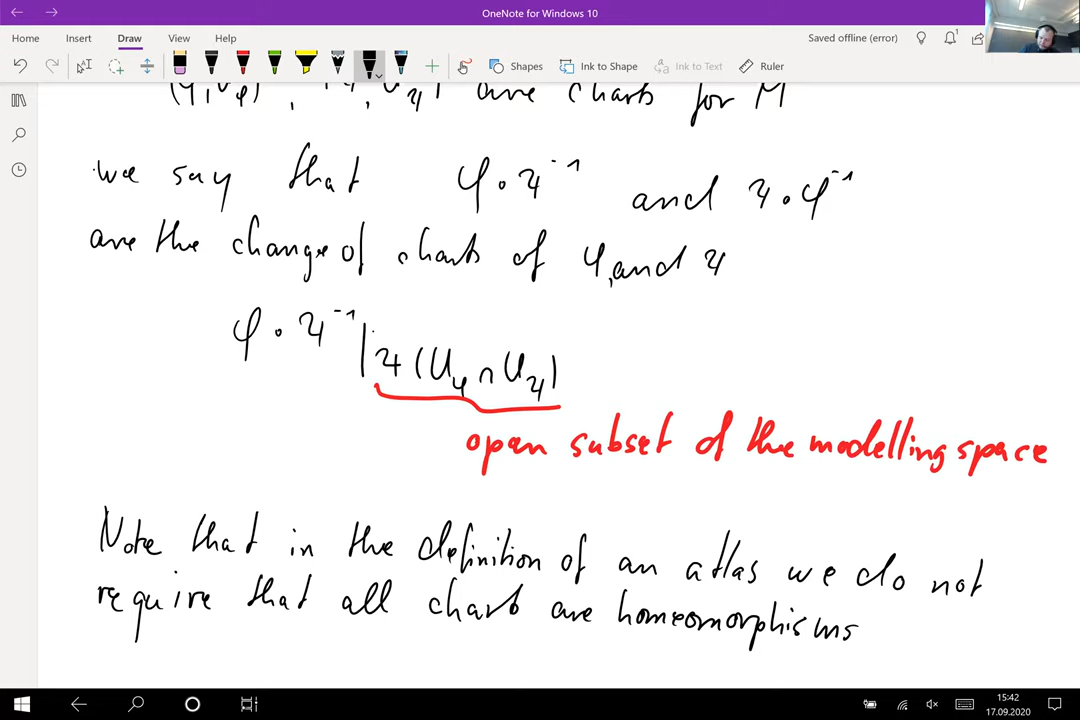 OneNote for Windows 10
Home Insert Draw View Help
Saved offline (error)
Shapes Ink to Shape Ink to Text Ruler
are charts for M
we say that φ∘ψ⁻¹ and ψ∘φ⁻¹
are the change of charts of φ, and ψ
φ∘ψ⁻¹|ψ(Uφ∩Uψ)
open subset of the modelling space
Note that in the definition of an atlas we do not
require that all charts are homeomorphisms
15:42
17.09.2020